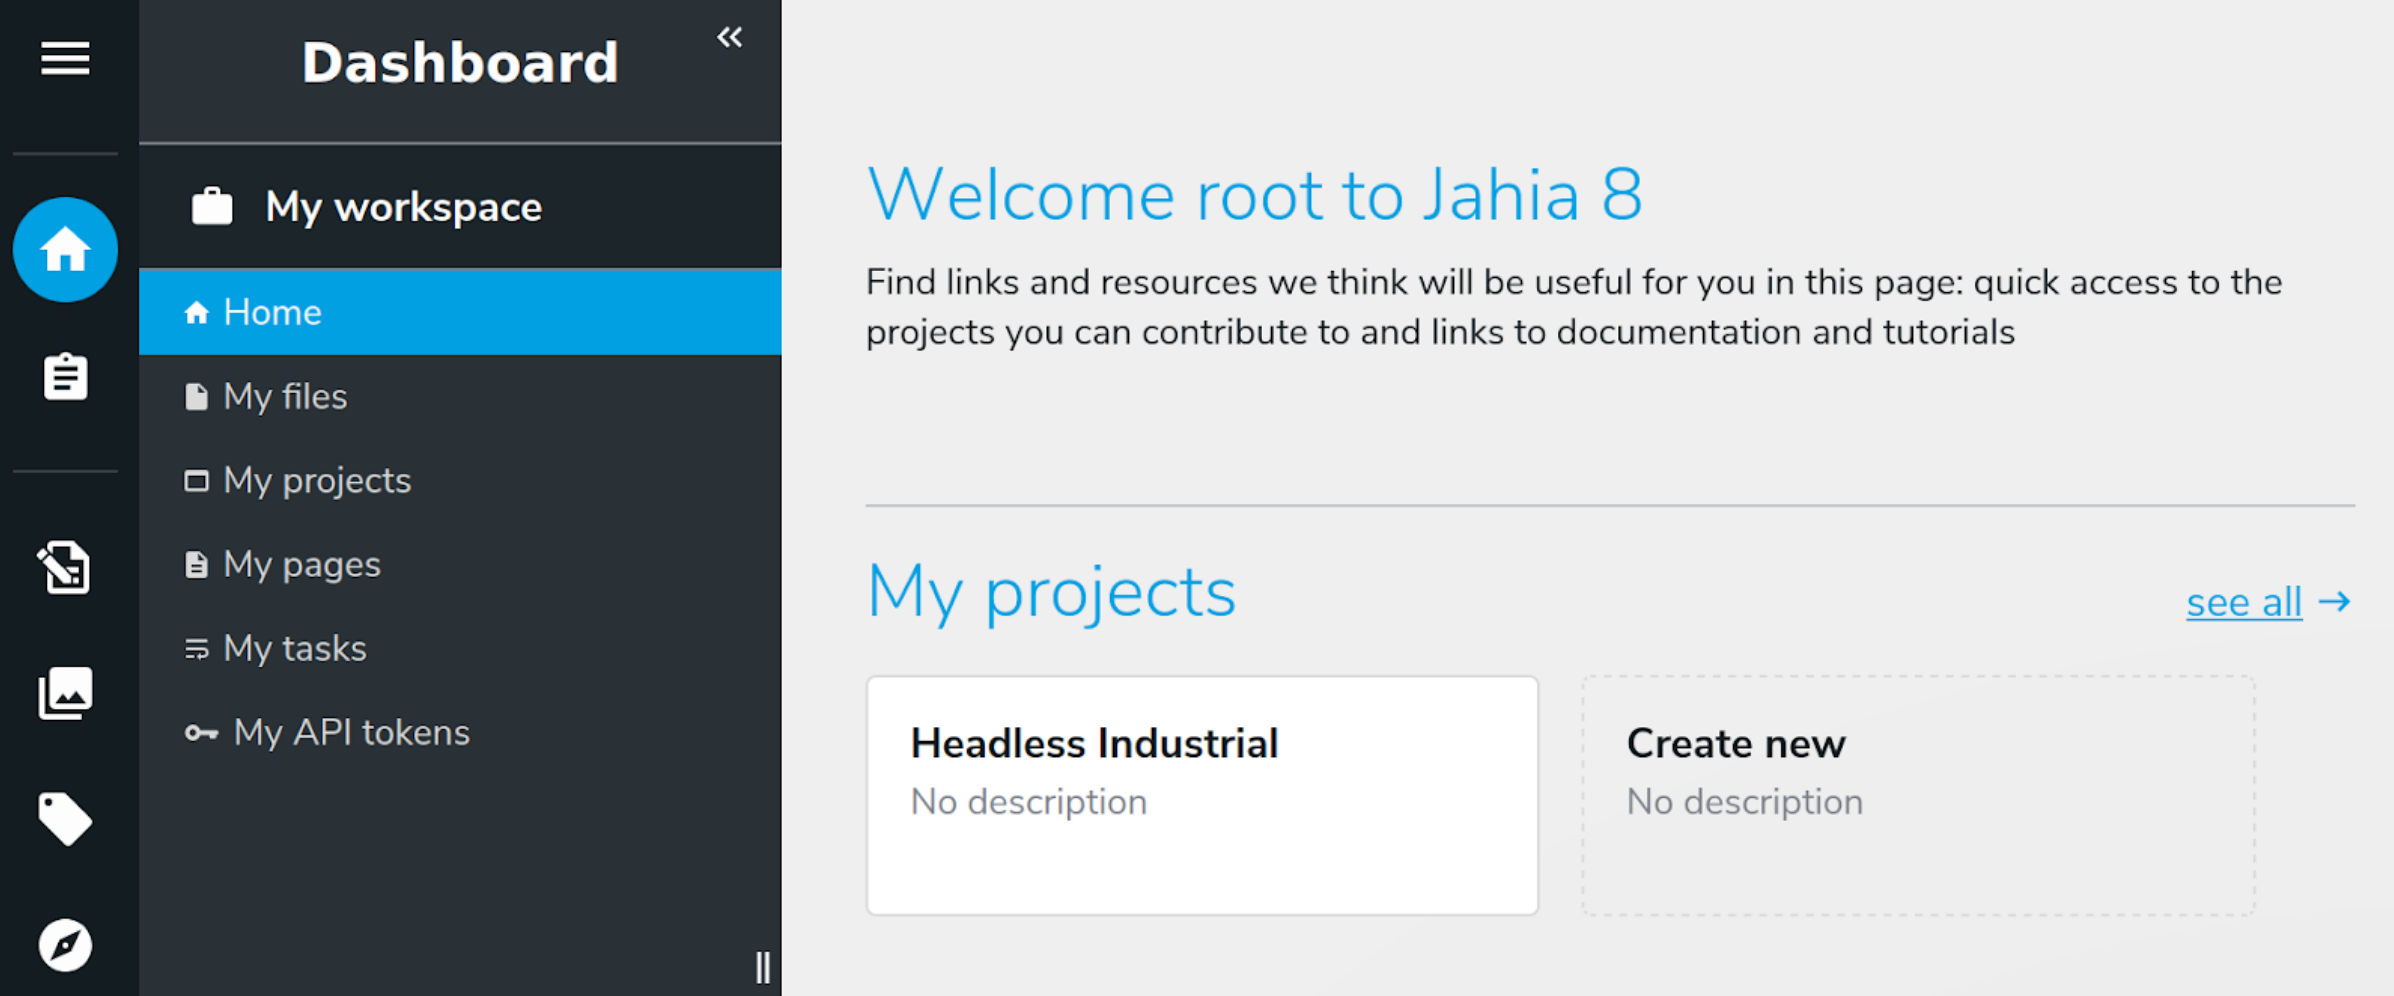 Dashboard
My workspace
Home
My files
My projects
My pages
My tasks
My API tokens
Welcome root to Jahia 8
Find links and resources we think will be useful for you in this page: quick access to the
projects you can contribute to and links to documentation and tutorials
My projects
see all
Headless Industrial
No description
Create new
No description